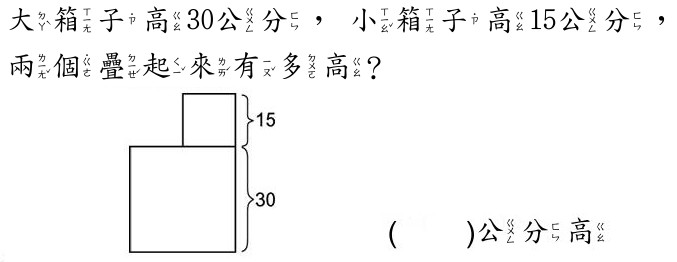 大箱子高30公分， 小箱子高15公分，
兩個疊起來有多高？
15
30
(     )公分高